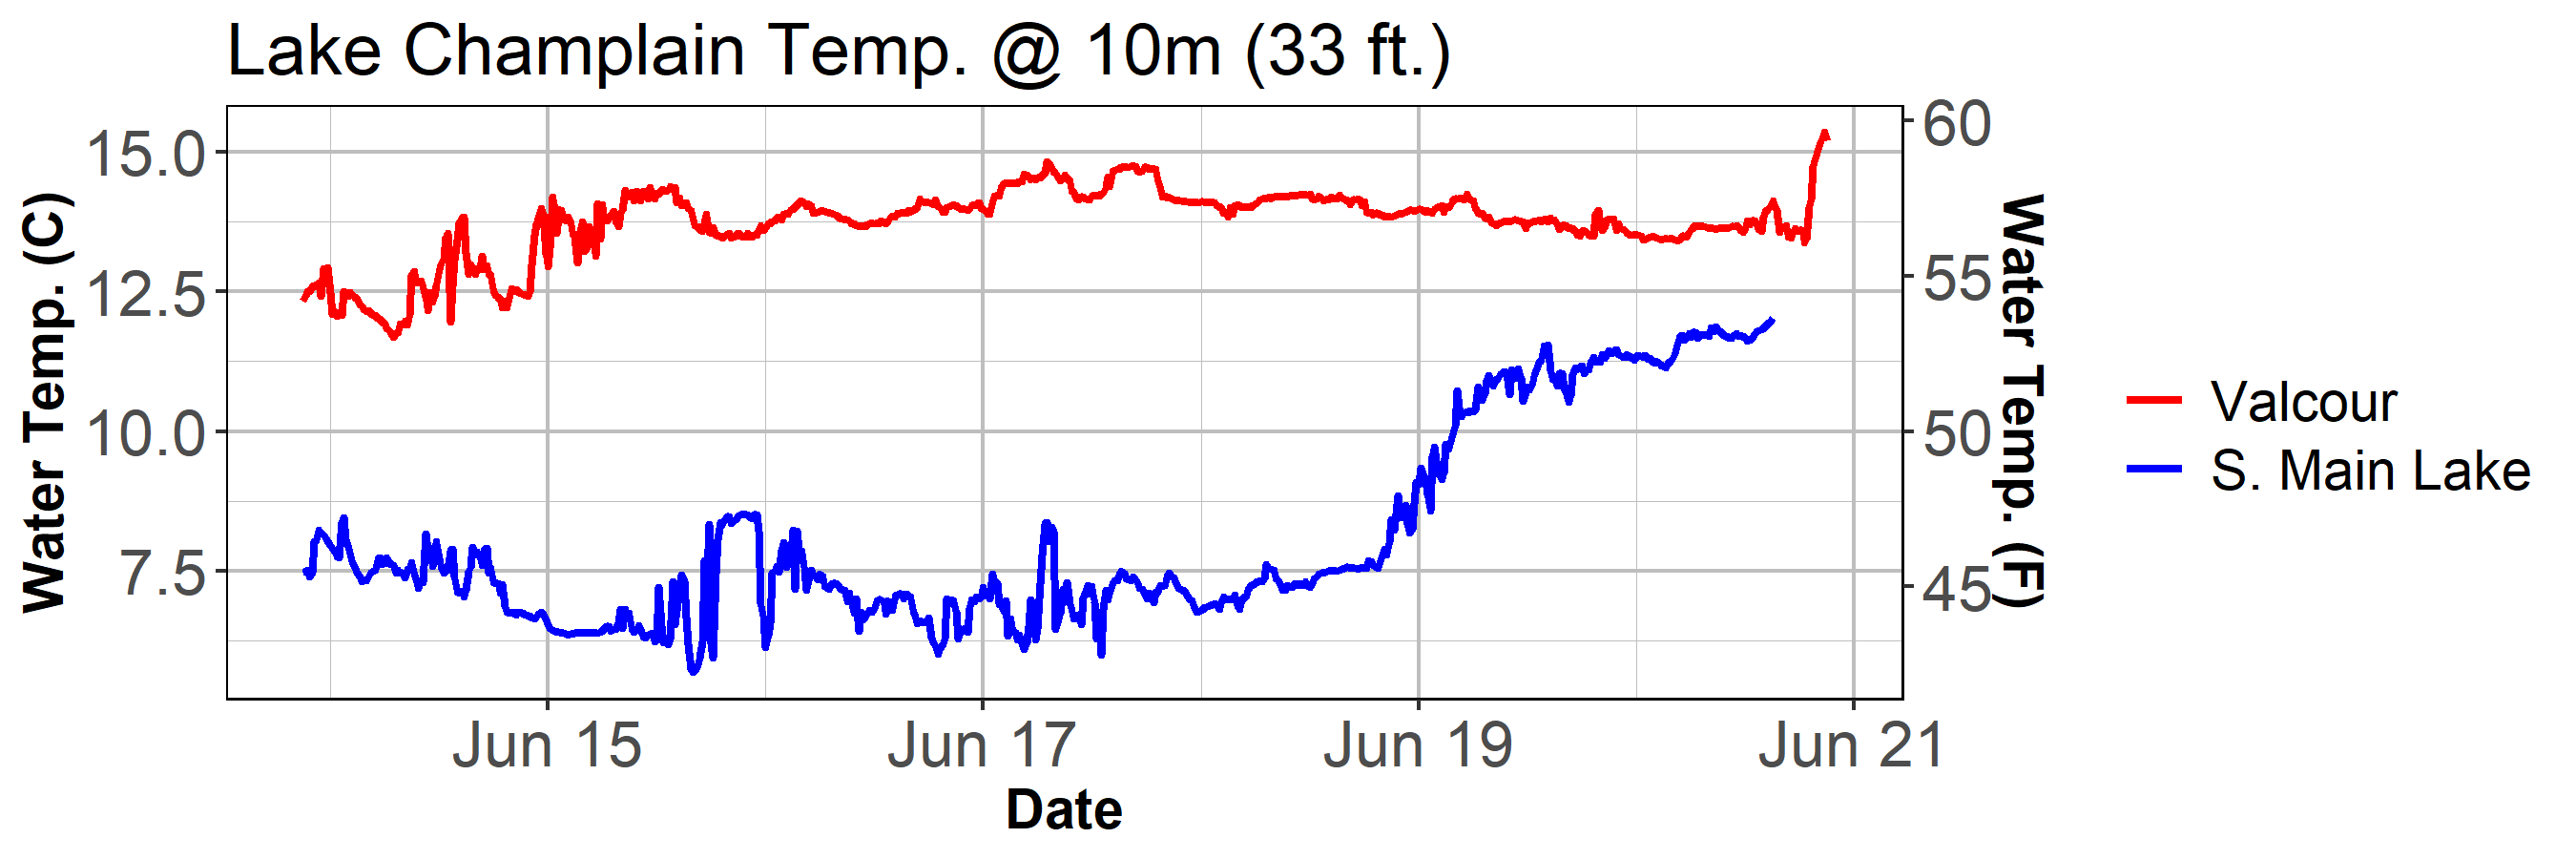 Lake Champlain Temp. @ 10m (33 ft.)
Water Temp. (C)
15.0
12.5
10.0
7.5
60
55
50
45
Water Temp. (F)
Jun 15
Jun 17
Jun 19
Jun 21
Date
Valcour
S. Main Lake